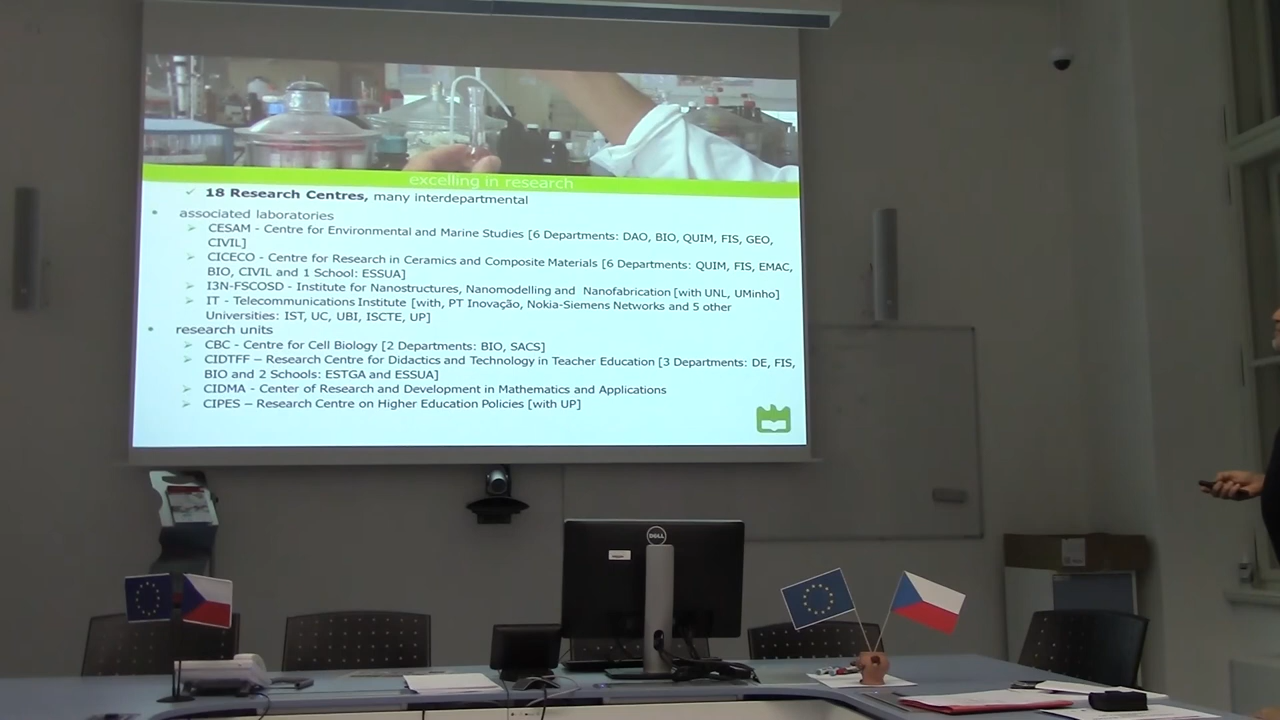 excelling in research
✓ 18 Research Centres, many interdepartmental
• associated laboratories
➢ CESAM - Centre for Environmental and Marine Studies [6 Departments: DAO, BIO, QUIM, FIS, GEO,
CIVIL]
➢ CICECO - Centre for Research in Ceramics and Composite Materials [6 Departments: QUIM, FIS, EMAC,
BIO, CIVIL and 1 School: ESSUA]
➢ I3N-FSCOSD - Institute for Nanostructures, Nanomodelling and Nanofabrication [with UNL, UMinho]
➢ IT - Telecommunications Institute [with, PT Inovação, Nokia-Siemens Networks and 5 other
Universities: IST, UC, UBI, ISCTE, UP]
• research units
➢ CBC - Centre for Cell Biology [2 Departments: BIO, SACS]
➢ CIDTFF – Research Centre for Didactics and Technology in Teacher Education [3 Departments: DE, FIS,
BIO and 2 Schools: ESTGA and ESSUA]
➢ CIDMA - Center of Research and Development in Mathematics and Applications
➢ CIPES – Research Centre on Higher Education Policies [with UP]
DELL